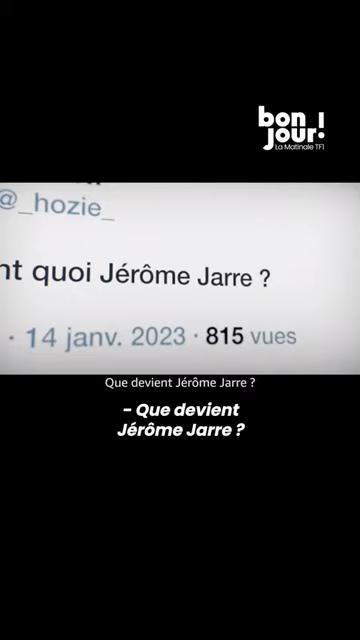 bon
jour!
La Matinale TF1
@_hozie_
nt quoi Jérôme Jarre ?
· 14 janv. 2023 · 815 vues
Que devient Jérôme Jarre ?
- Que devient
Jérôme Jarre ?